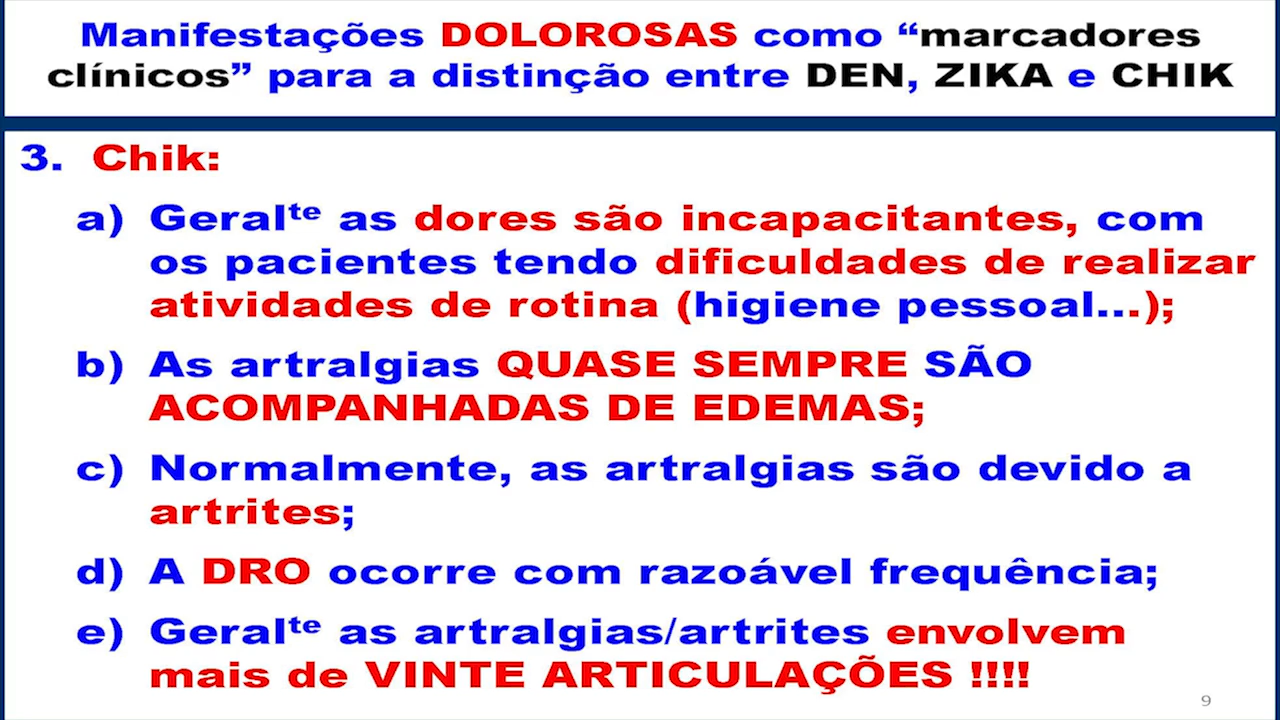 Manifestações DOLOROSAS como “marcadores
clínicos” para a distinção entre DEN, ZIKA e CHIK
3. Chik:
a) Geralte as dores são incapacitantes, com
os pacientes tendo dificuldades de realizar
atividades de rotina (higiene pessoal...);
b) As artralgias QUASE SEMPRE SÃO
ACOMPANHADAS DE EDEMAS;
c) Normalmente, as artralgias são devido a
artrites;
d) A DRO ocorre com razoável frequência;
e) Geralte as artralgias/artrites envolvem
mais de VINTE ARTICULAÇÕES !!!!
9